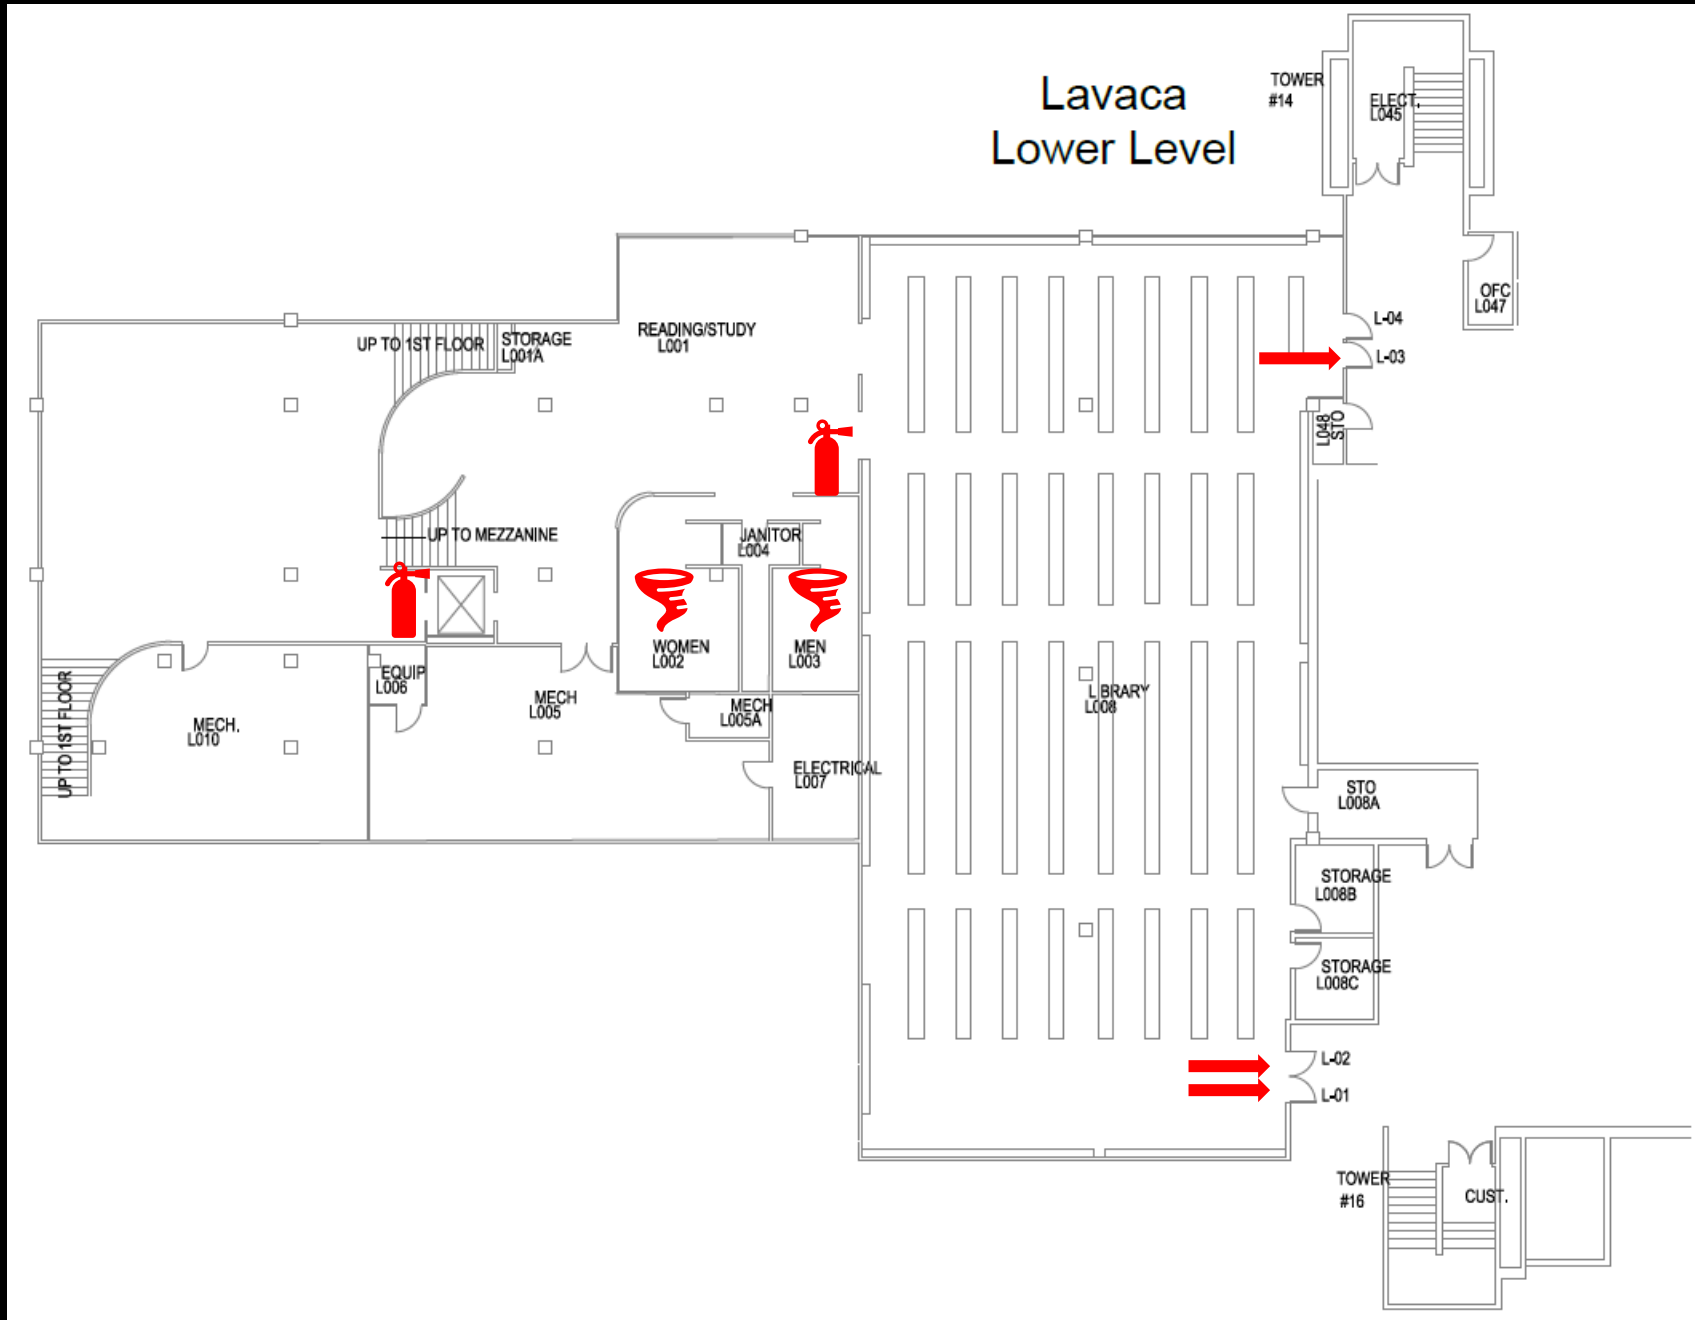 Lavaca
Lower Level
TOWER
#14
ELECT.
L045
OFC
L047
L-04
L-03
L048
STO
UP TO 1ST FLOOR
STORAGE
L001A
READING/STUDY
L001
UP TO MEZZANINE
JANITOR
L004
WOMEN
L002
MEN
L003
EQUIP
L006
MECH
L005
MECH
L005A
UP TO 1ST FLOOR
MECH.
L010
ELECTRICAL
L007
LIBRARY
L008
STO
L008A
STORAGE
L008B
STORAGE
L008C
L-02
L-01
TOWER
#16
CUST.